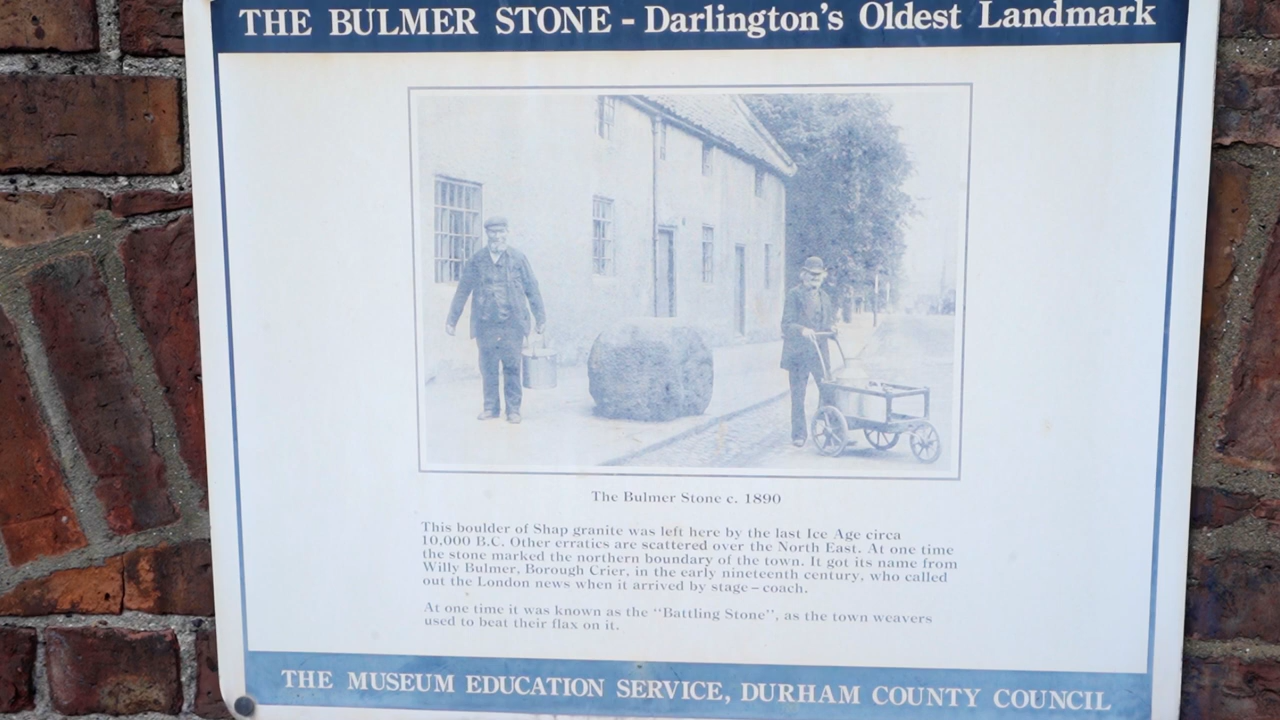 THE BULMER STONE - Darlington's Oldest Landmark
The Bulmer Stone c. 1890
This boulder of Shap granite was left here by the last Ice Age circa
10,000 B.C. Other erratics are scattered over the North East. At one time
the stone marked the northern boundary of the town. It got its name from
Willy Bulmer, Borough Crier, in the early nineteenth century, who called
out the London news when it arrived by stage – coach.
At one time it was known as the "Battling Stone", as the town weavers
used to beat their flax on it.
THE MUSEUM EDUCATION SERVICE, DURHAM COUNTY COUNCIL